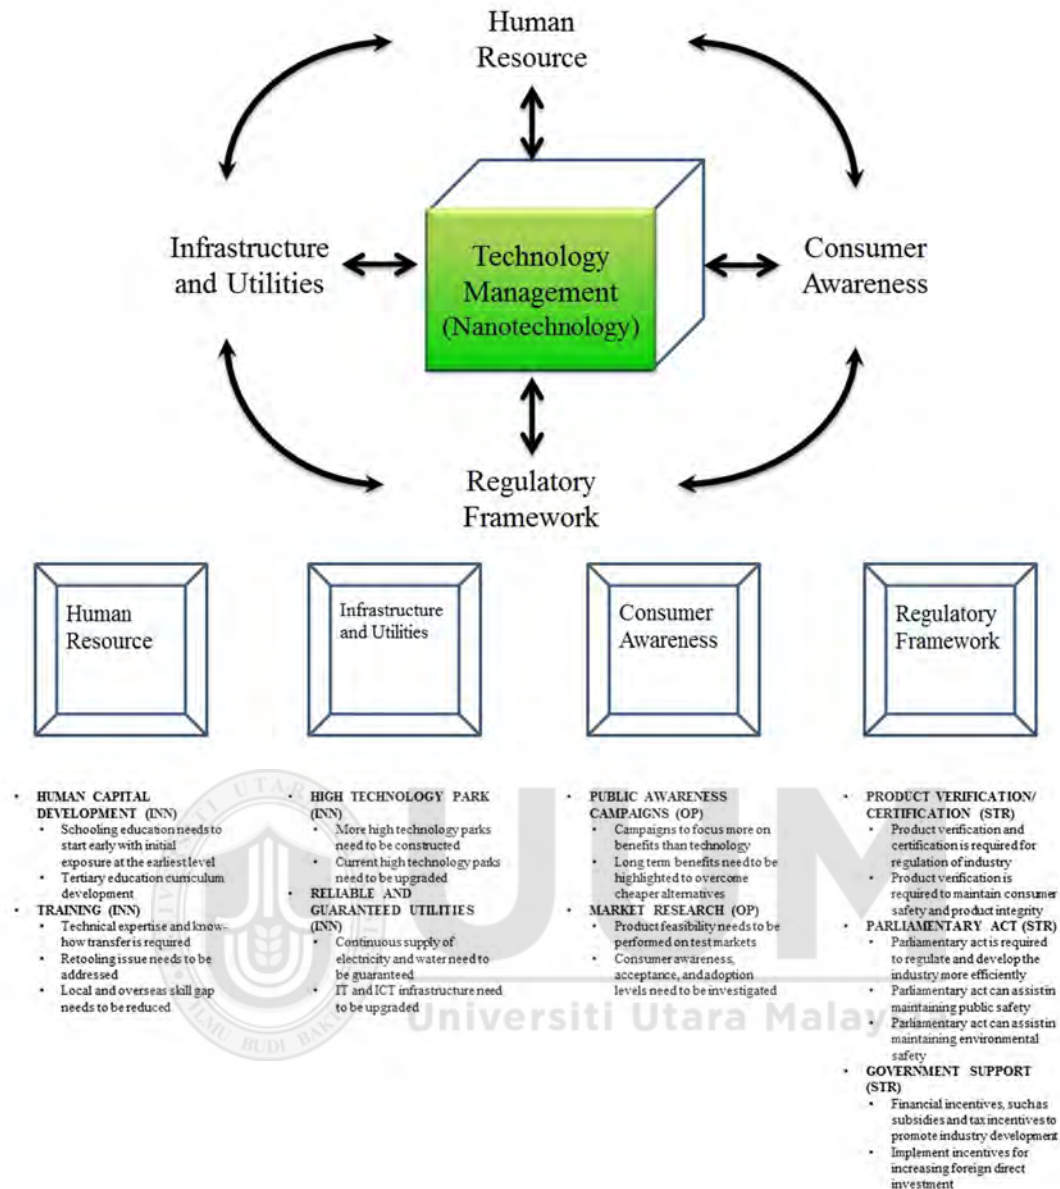 Human
Resource
Infrastructure
and Utilities
Technology
Management
(Nanotechnology)
Consumer
Awareness
Regulatory
Framework
Human
Resource
Infrastructure
and Utilities
Consumer
Awareness
Regulatory
Framework
• HUMAN CAPITAL
DEVELOPMENT (INN)
• Schooling education needs to
start early with initial
exposure at the earliest level
• Tertiary education curriculum
development
• TRAINING (INN)
• Technical expertise and know-
how transfer is required
• Retooling issue needs to be
addressed
• Local and overseas skill gap
needs to be reduced
• HIGH TECHNOLOGY PARK
(INN)
• More high technology parks
need to be constructed
• Current high technology parks
need to be upgraded
• RELIABLE AND
GUARANTEED UTILITIES
(INN)
• Continuous supply of
electricity and water need to
be guaranteed
• IT and ICT infrastructure need
to be upgraded
• PUBLIC AWARENESS
CAMPAIGNS (OP)
• Campaigns to focus more on
benefits than technology
• Long term benefits need to be
highlighted to overcome
cheaper alternatives
• MARKET RESEARCH (OP)
• Product feasibility needs to be
performed on test markets
• Consumer awareness,
acceptance, and adoption
levels need to be investigated
• PRODUCT VERIFICATION/
CERTIFICATION (STR)
• Product verification and
certification is required for
regulation of industry
• Product verification is
required to maintain consumer
safety and product integrity
• PARLIAMENTARY ACT (STR)
• Parliamentary act is required
to regulate and develop the
industry more efficiently
• Parliamentary act can assist in
maintaining public safety
• Parliamentary act can assist in
maintaining environmental
safety
• GOVERNMENT SUPPORT
(STR)
• Financial incentives, such as
subsidies and tax incentives to
promote industry development
• Implement incentives for
increasing foreign direct
investment
UUM
Universiti Utara Malaysia